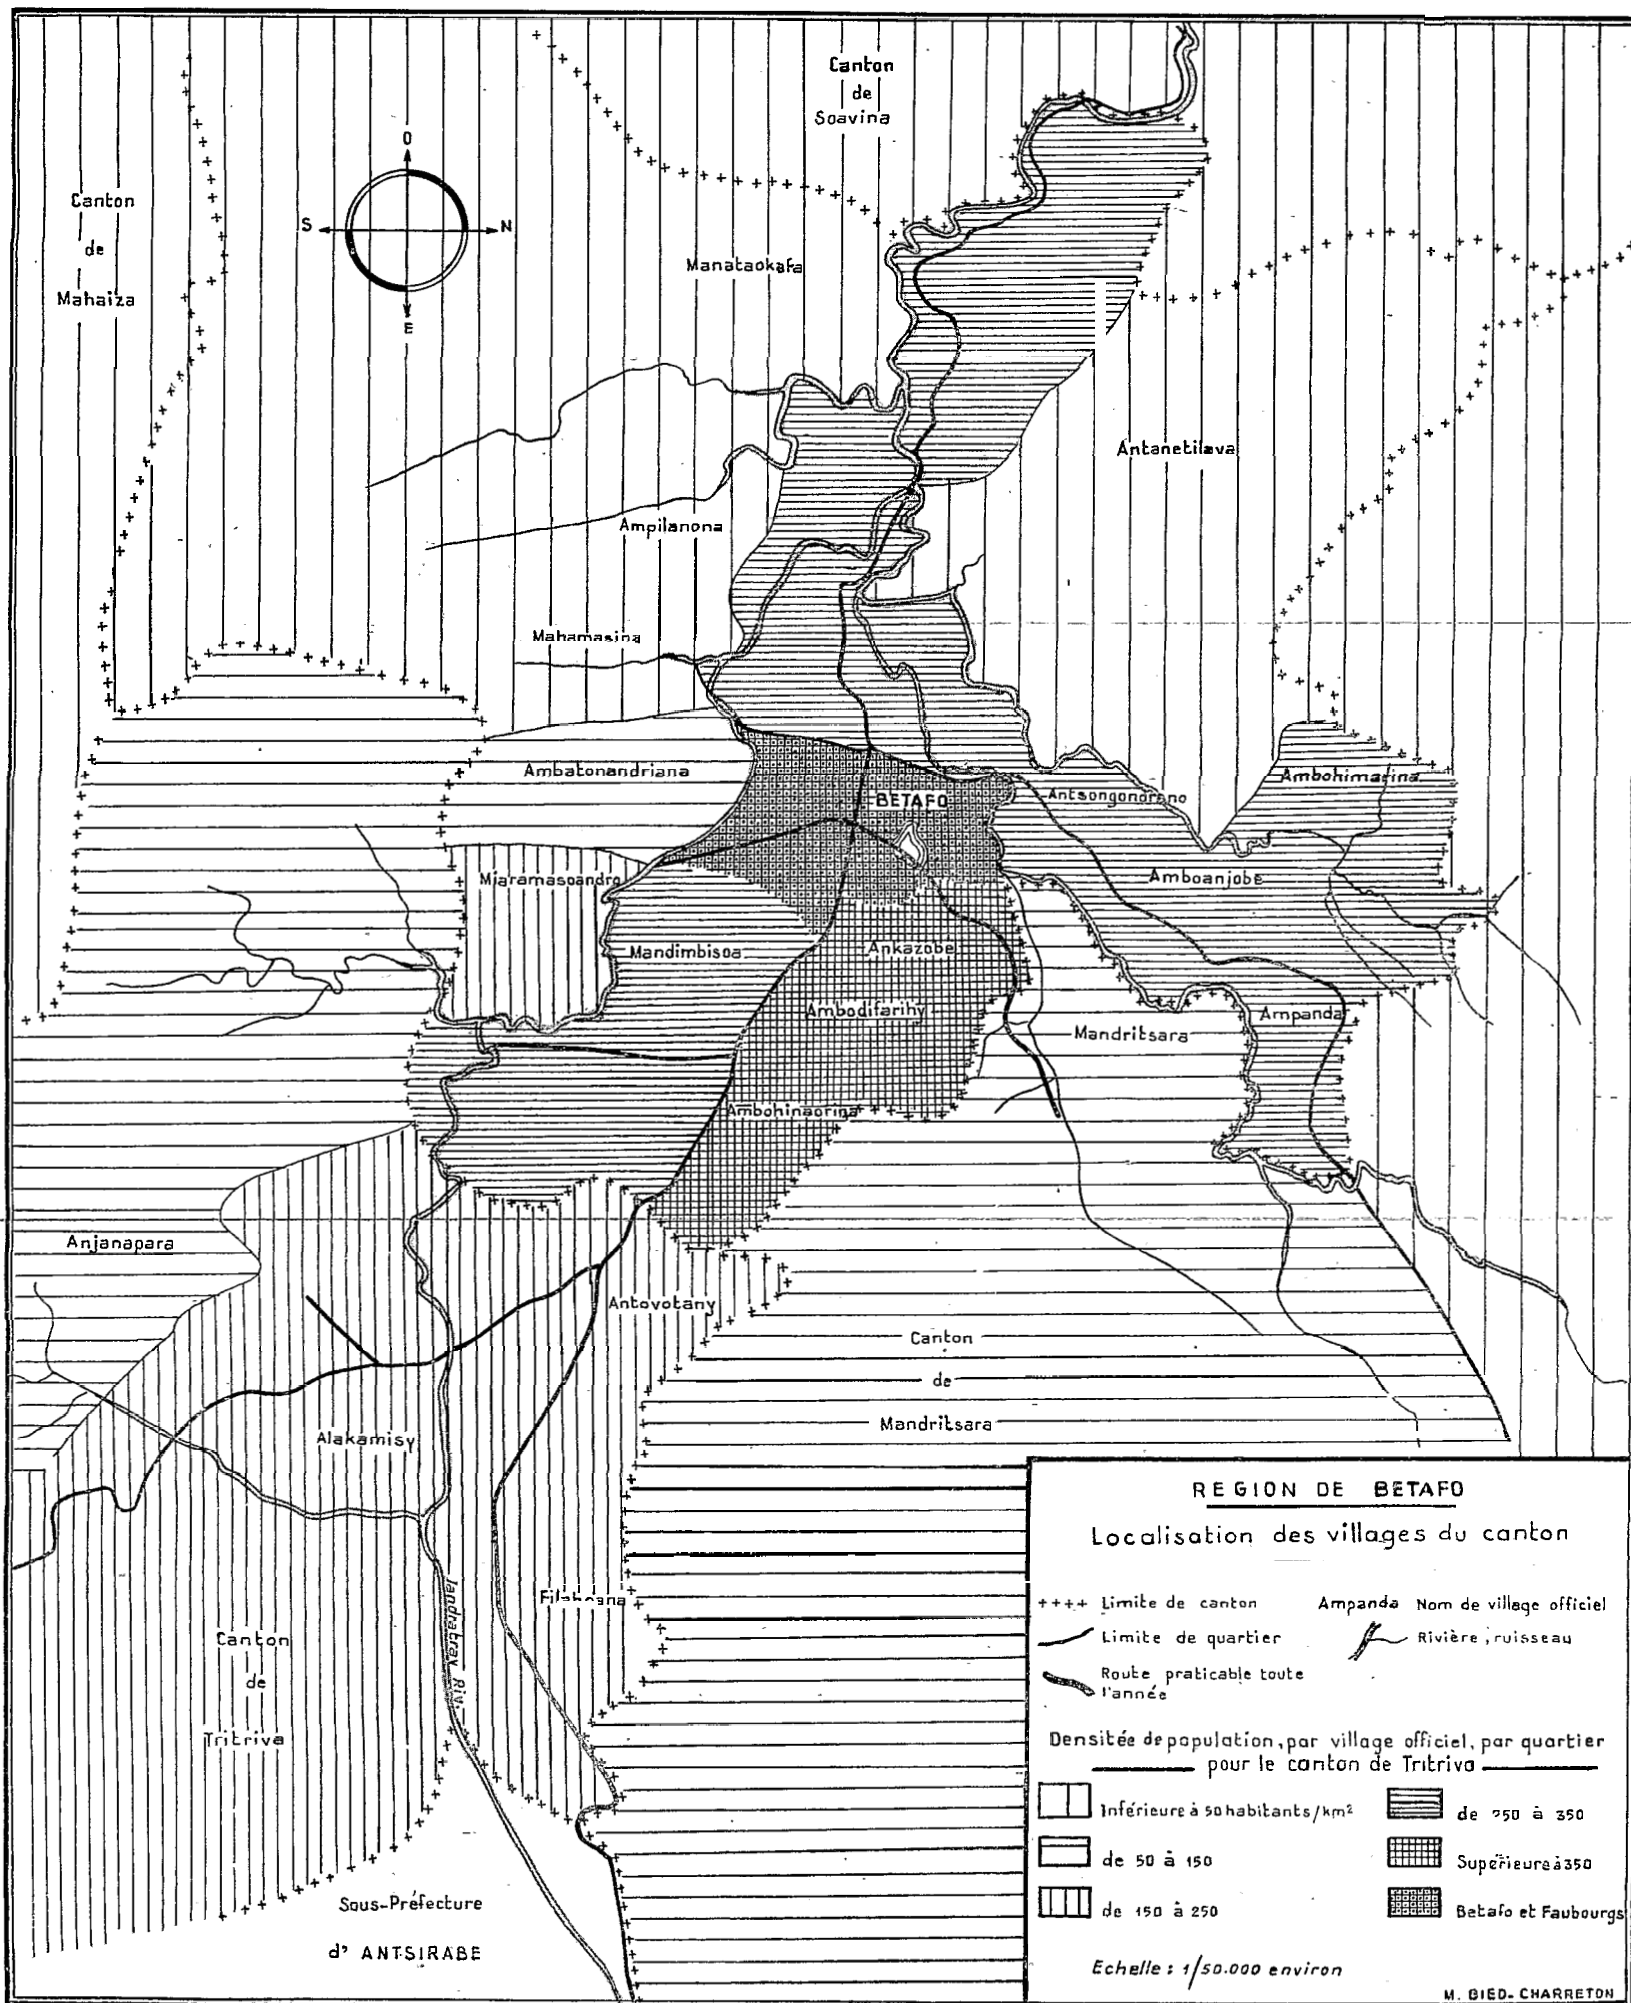 Canton
de
Soavina
O
S
N
E
Canton
de
Mahaiza
Manataokafa
Antanetilava
Ampilanona
Mahamasina
Ambatonandriana
BETAFO
Antsongonoreno
Ambohimasina
Miaramasoandro
Amboanjobe
Mandimbisoa
Ankazobe
Ambodifarihy
Ampanda
Mandritsara
Ambohinaorina
Anjanapara
Antovotany
Canton
de
Mandritsara
Alakamisy
Canton
de
Tritriva
Sous-Préfecture
d' ANTSIRABE
REGION DE BETAFO
Localisation des villages du canton
++++ Limite de canton
Ampanda Nom de village officiel
Limite de quartier
Rivière, ruisseau
Route praticable toute
l'année
Densitée de population, par village officiel, par quartier
pour le canton de Tritriva
Inférieure à 50 habitants/km²
de 50 à 150
de 150 à 250
de 250 à 350
Supérieure à 350
Betafo et Faubourgs
Echelle : 1/50.000 environ
M. BIED-CHARRETON